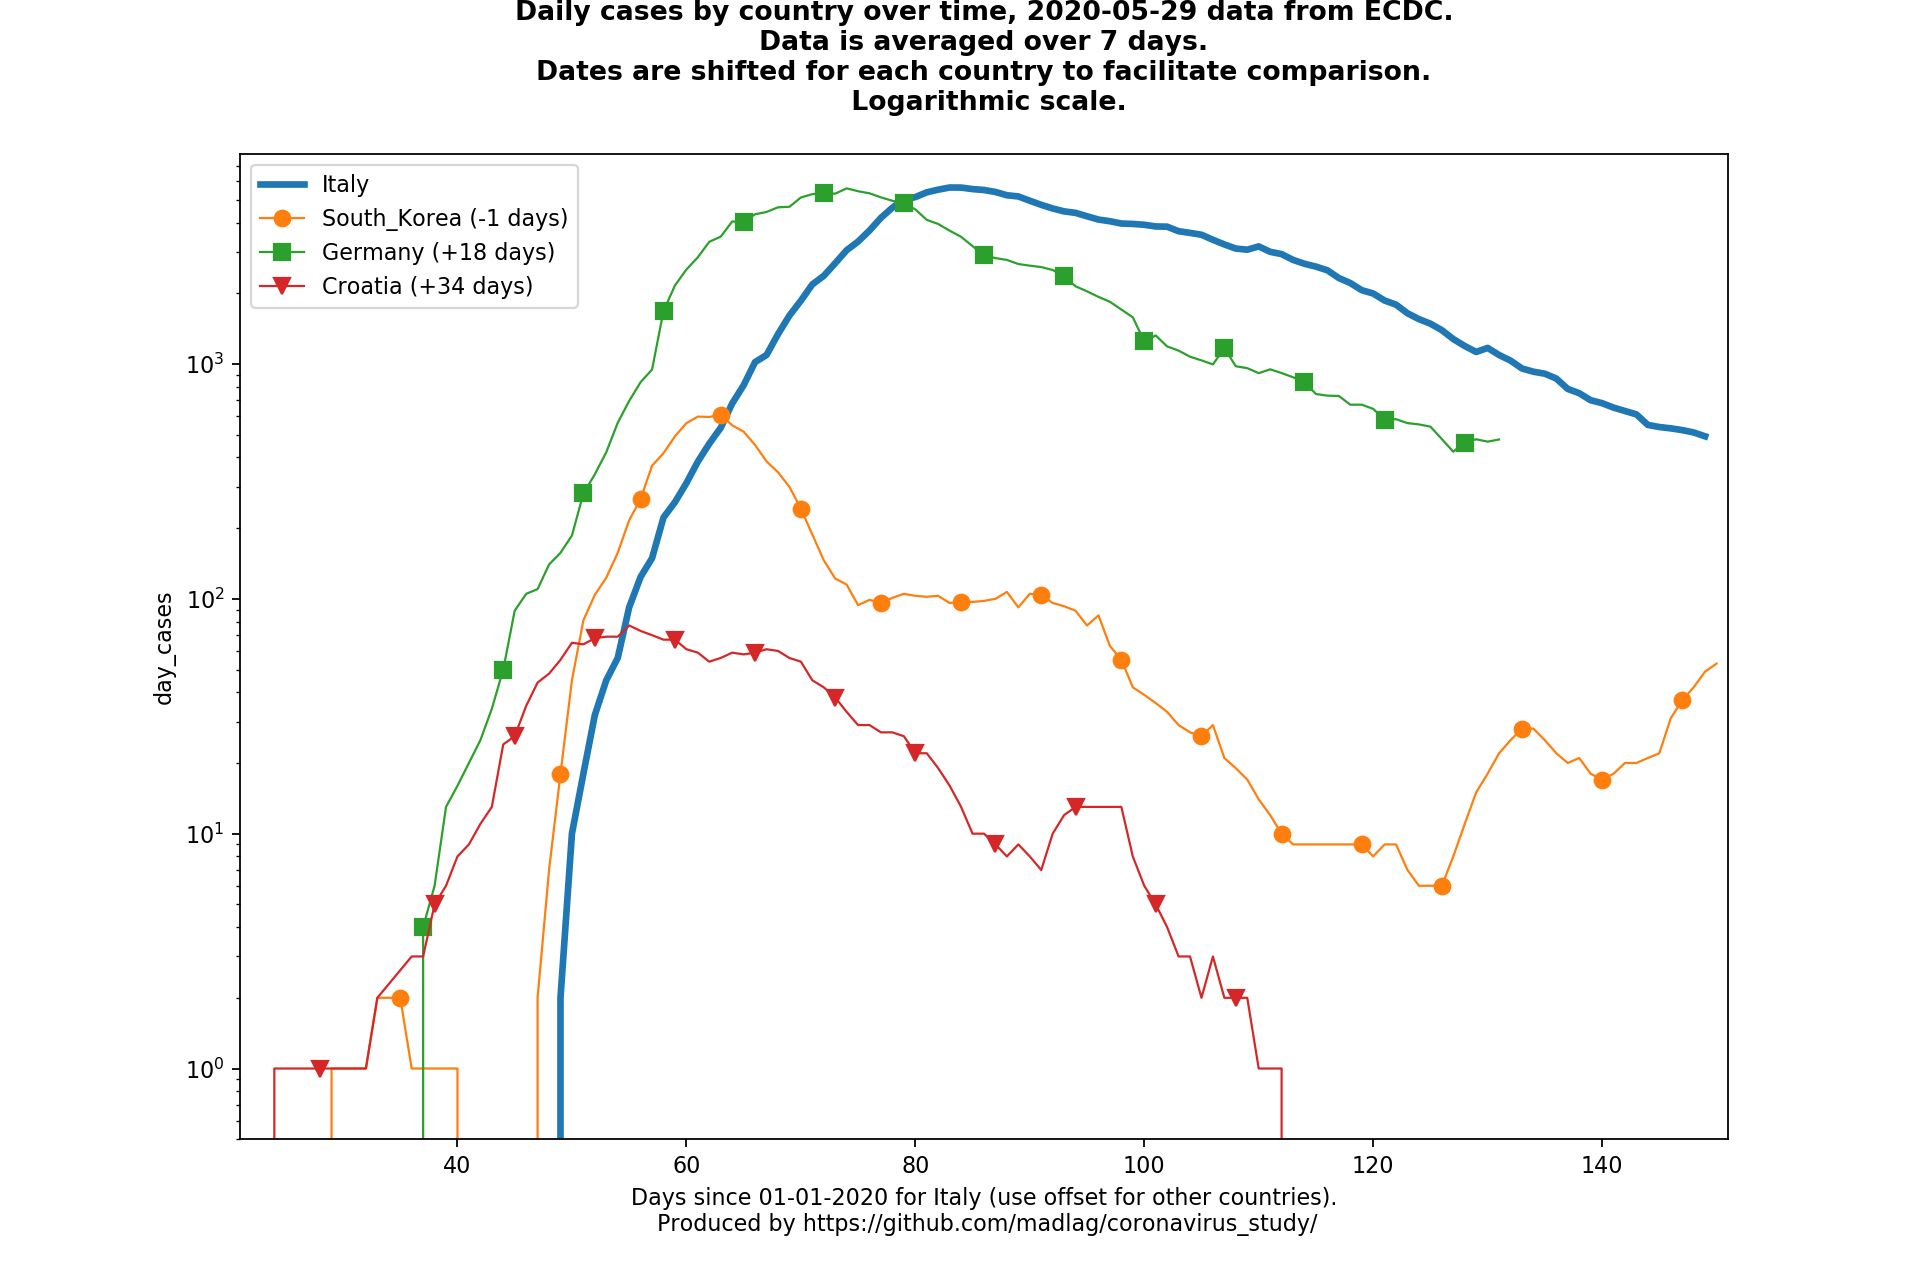 Daily cases by country over time, 2020-05-29 data from ECDC.
Data is averaged over 7 days.
Dates are shifted for each country to facilitate comparison.
Logarithmic scale.
Italy
South_Korea (-1 days)
Germany (+18 days)
Croatia (+34 days)
10³
10²
10¹
10⁰
day_cases
40 60 80 100 120 140
Days since 01-01-2020 for Italy (use offset for other countries).
Produced by https://github.com/madlag/coronavirus_study/